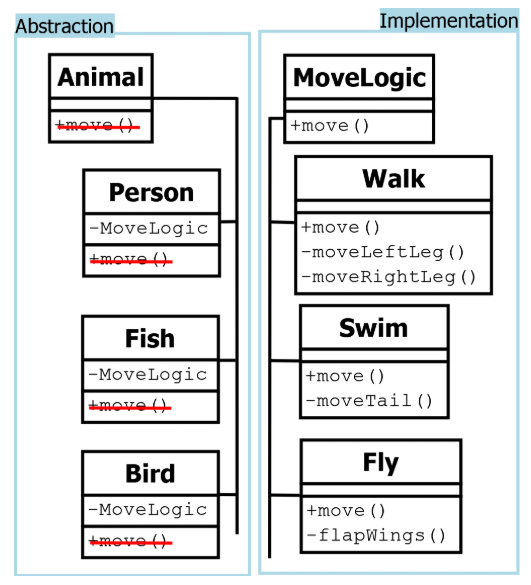 Abstraction
Animal
+move()
Person
-MoveLogic
+move()
Fish
-MoveLogic
+move()
Bird
-MoveLogic
+move()
Implementation
MoveLogic
+move()
Walk
+move()
-moveLeftLeg()
-moveRightLeg()
Swim
+move()
-moveTail()
Fly
+move()
-flapWings()